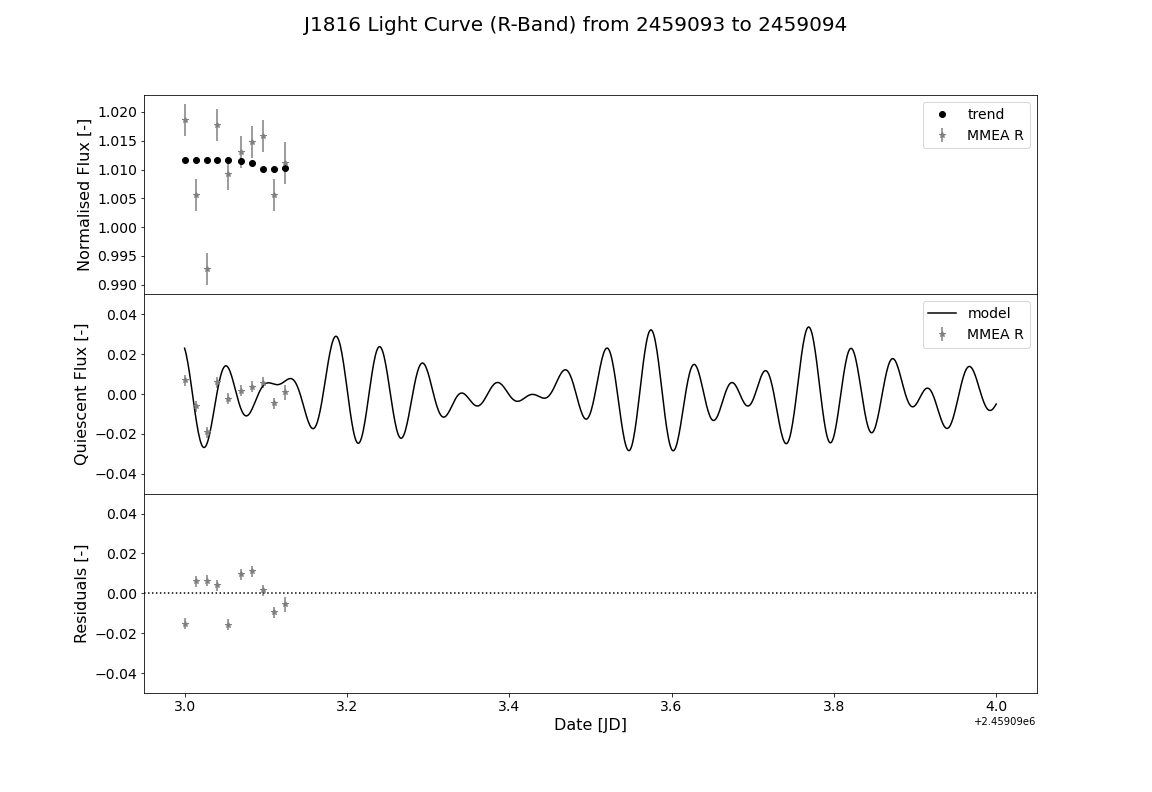 J1816 Light Curve (R-Band) from 2459093 to 2459094
Normalised Flux [-]
1.020
1.015
1.010
1.005
1.000
0.995
0.990
trend
MMEA R
Quiescent Flux [-]
0.04
0.02
0.00
−0.02
−0.04
model
MMEA R
Residuals [-]
0.04
0.02
0.00
−0.02
−0.04
3.0 3.2 3.4 3.6 3.8 4.0
Date [JD]
+2.45909e6